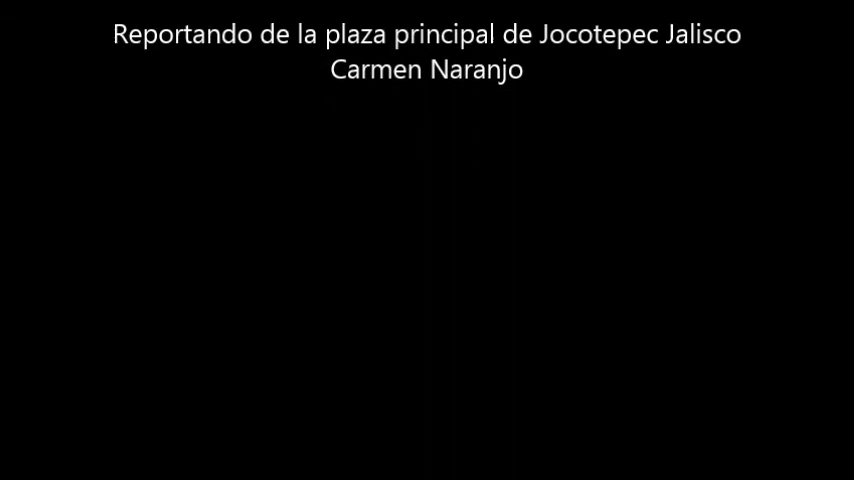 Reportando de la plaza principal de Jocotepec Jalisco
Carmen Naranjo